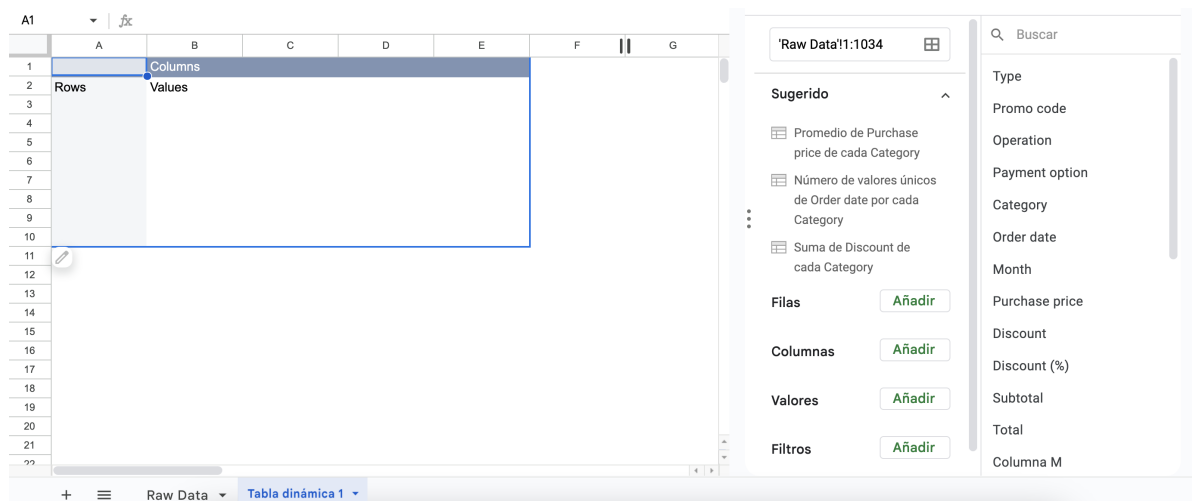 A1
fx
A B C D E F G
1 Columns
2 Rows Values
3
4
5
6
7
8
9
10
11
12
13
14
15
16
17
18
19
20
21
22
+ Raw Data Tabla dinámica 1
'Raw Data'!1:1034
Sugerido
Promedio de Purchase
price de cada Category
Número de valores únicos
de Order date por cada
Category
Suma de Discount de
cada Category
Filas Añadir
Columnas Añadir
Valores Añadir
Filtros Añadir
Buscar
Type
Promo code
Operation
Payment option
Category
Order date
Month
Purchase price
Discount
Discount (%)
Subtotal
Total
Columna M